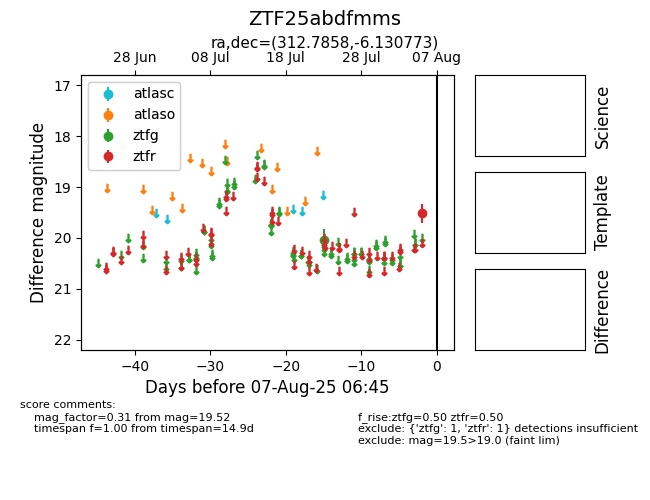 ZTF25abdfmms
ra,dec=(312.7858,-6.130773)
28 Jun 08 Jul 18 Jul 28 Jul 07 Aug
atlasc
atlaso
ztfg
ztfr
17
18
19
20
21
22
Difference magnitude
−40 −30 −20 −10 0
Days before 07-Aug-25 06:45
Science
Template
Difference
score comments:
mag_factor=0.31 from mag=19.52
timespan f=1.00 from timespan=14.9d
f_rise:ztfg=0.50 ztfr=0.50
exclude: {'ztfg': 1, 'ztfr': 1} detections insufficient
exclude: mag=19.5>19.0 (faint lim)